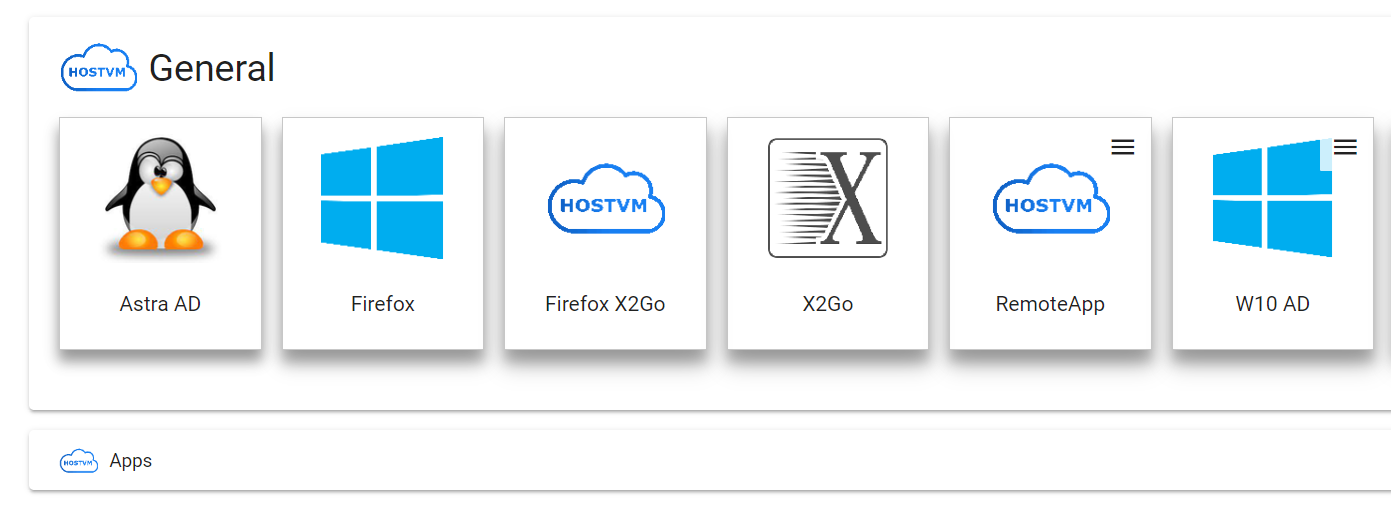 HOSTVM General
HOSTVM
X
HOSTVM
Astra AD
Firefox
Firefox X2Go
X2Go
RemoteApp
W10 AD
HOSTVM Apps